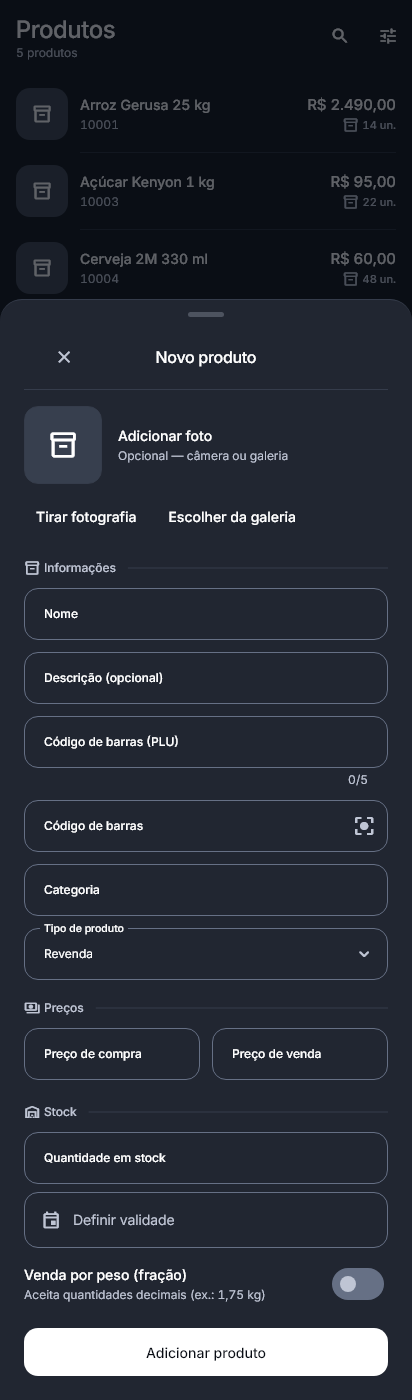 Produtos
5 produtos
Arroz Gerusa 25 kg
R$ 2.490,00
10001
14 un.
Açúcar Kenyon 1 kg
R$ 95,00
10003
22 un.
Cerveja 2M 330 ml
R$ 60,00
10004
48 un.
Novo produto
Adicionar foto
Opcional — câmera ou galeria
Tirar fotografia
Escolher da galeria
Informações
Nome
Descrição (opcional)
Código de barras (PLU)
0/5
Código de barras
Categoria
Tipo de produto
Revenda
Preços
Preço de compra
Preço de venda
Stock
Quantidade em stock
Definir validade
Venda por peso (fração)
Aceita quantidades decimais (ex.: 1,75 kg)
Adicionar produto